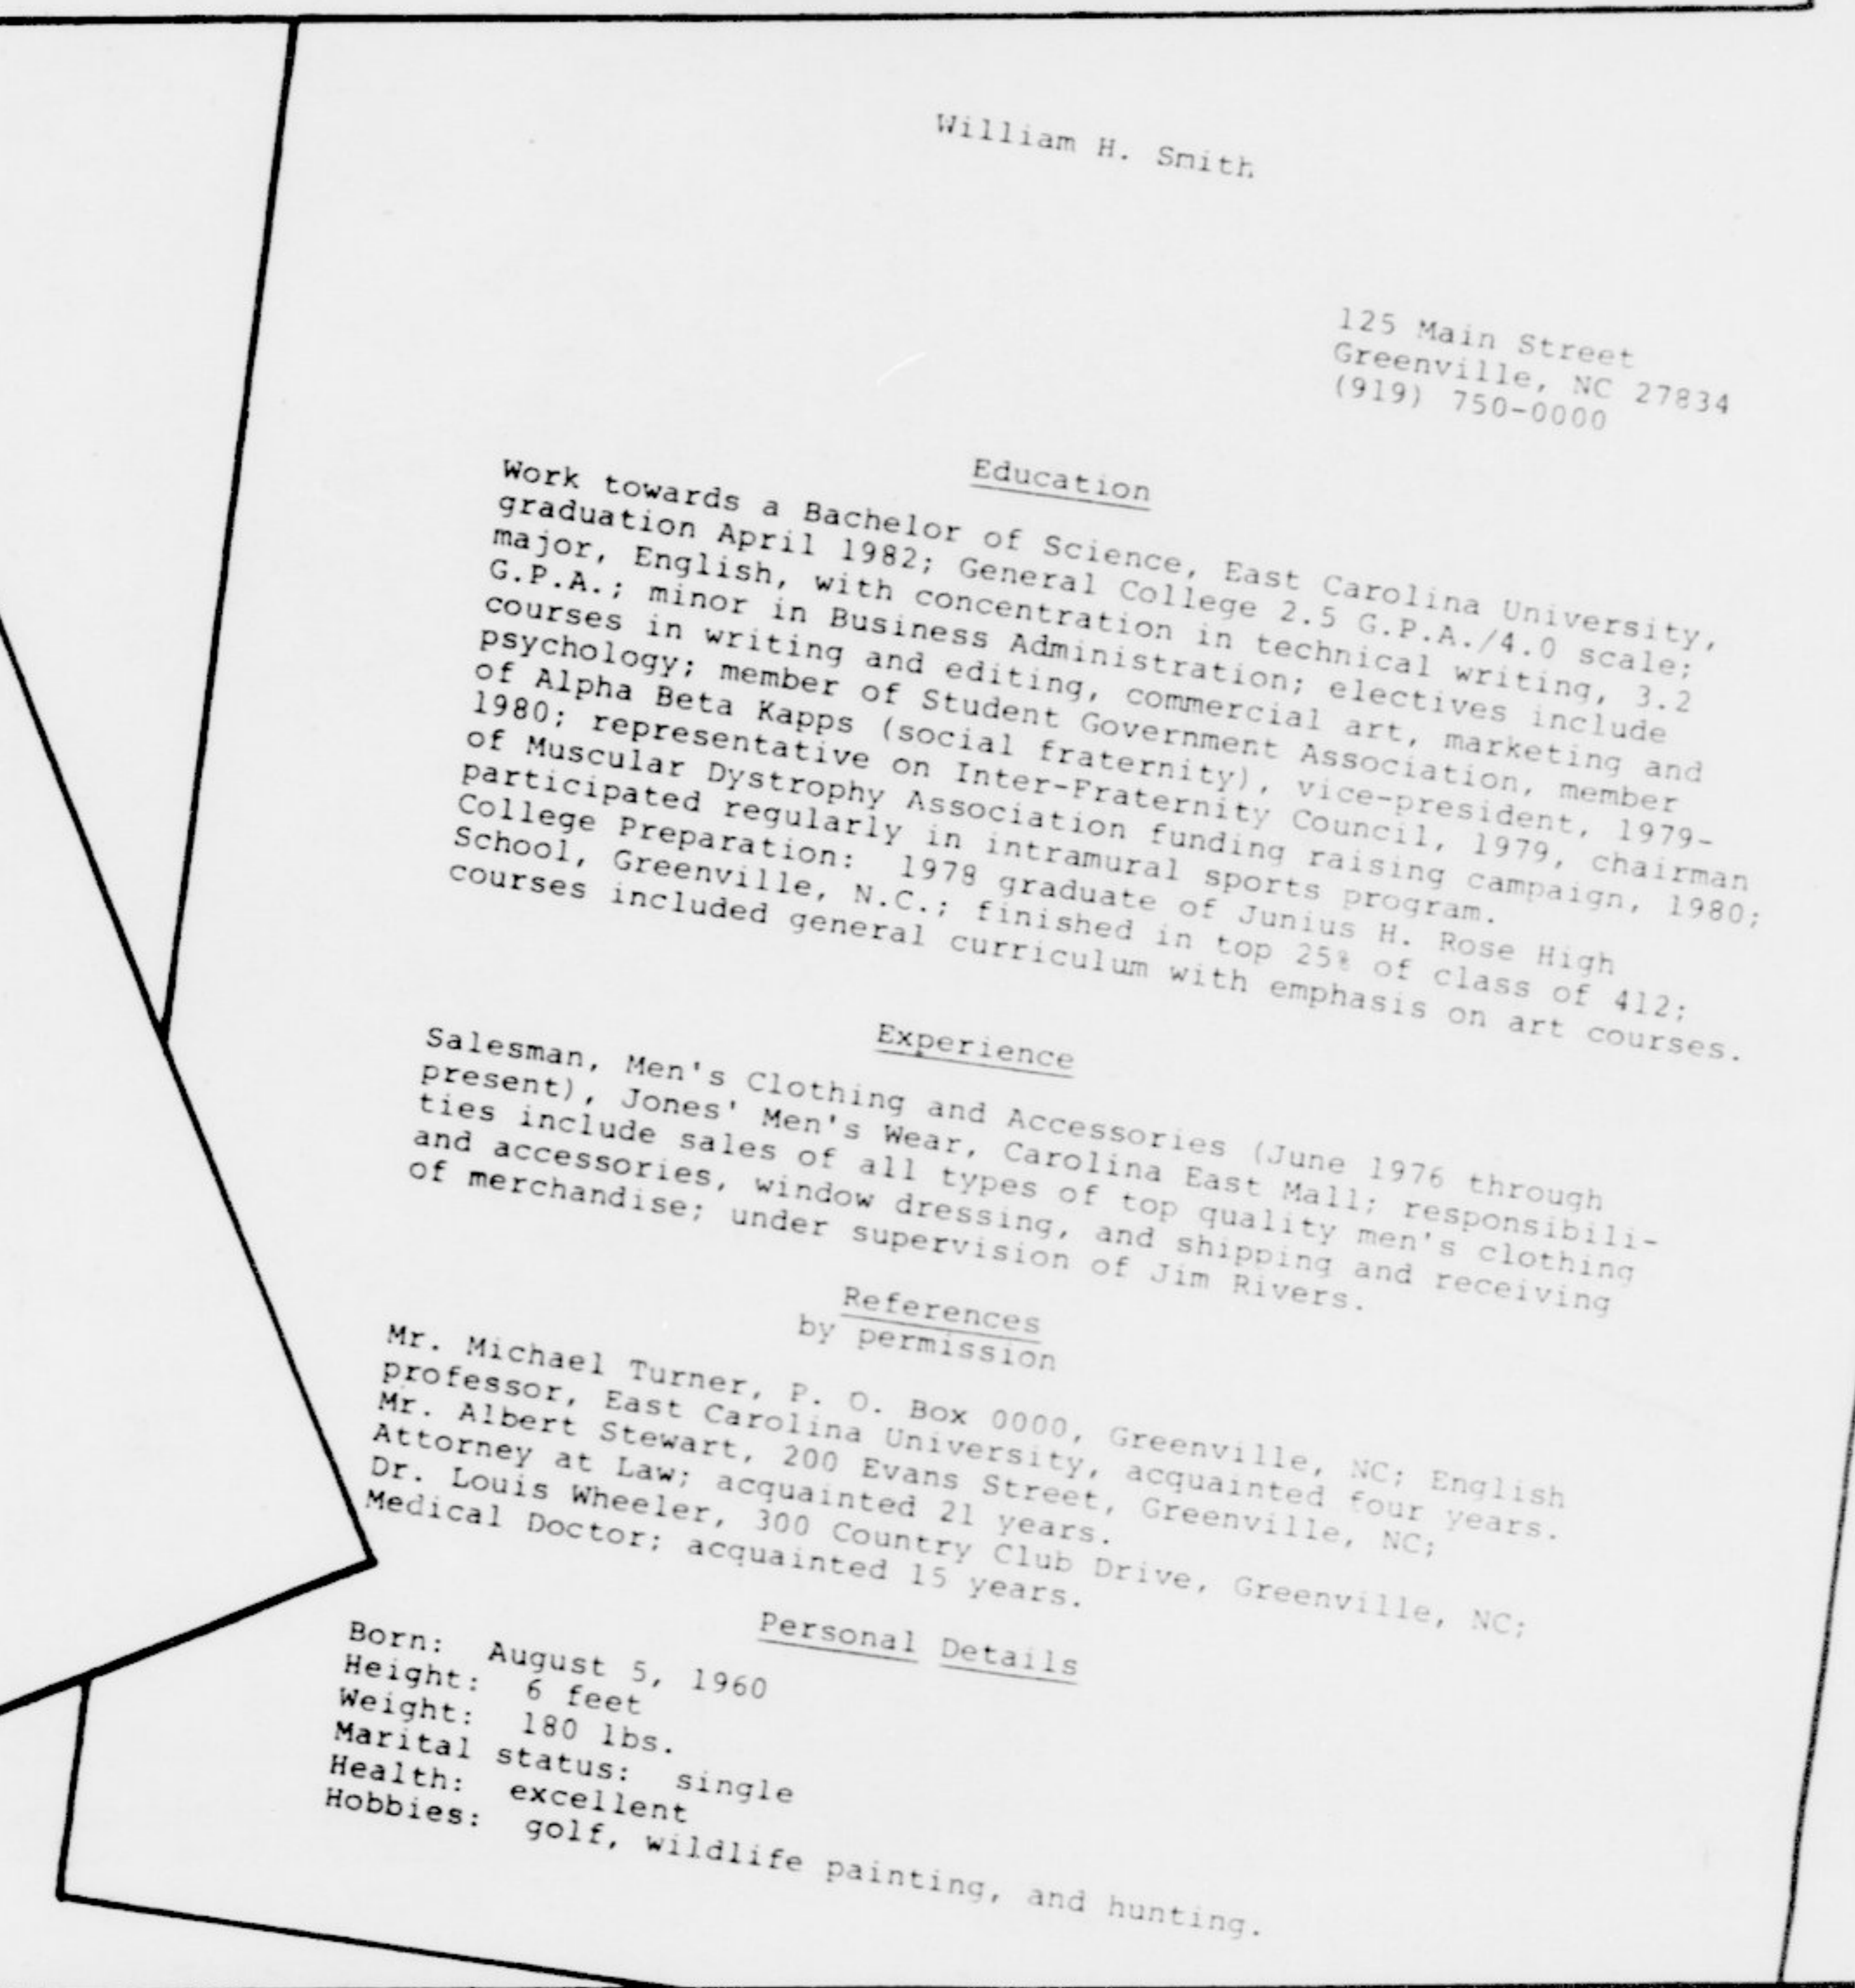 William H. Smith
125 Main Street
Greenville, NC 27834
(919) 750-0000
Education
Work towards a Bachelor of Science, East Carolina University,
graduation April 1982; General College 2.5 G.P.A./4.0 scale;
major, English, with concentration in technical writing, 3.2
G.P.A.; minor in Business Administration; electives include
courses in writing and editing, commercial art, marketing and
psychology; member of Student Government Association, member
of Alpha Beta Kapps (social fraternity), vice-president, 1979-
1980; representative on Inter-Fraternity Council, 1979, chairman
of Muscular Dystrophy Association funding raising campaign, 1980;
participated regularly in intramural sports program.
College Preparation: 1978 graduate of Junius H. Rose High
School, Greenville, N.C.; finished in top 25% of class of 412;
courses included general curriculum with emphasis on art courses.
Experience
Salesman, Men's Clothing and Accessories (June 1976 through
present), Jones' Men's Wear, Carolina East Mall; responsibili-
ties include sales of all types of top quality men's clothing
and accessories, window dressing, and shipping and receiving
of merchandise; under supervision of Jim Rivers.
References
by permission
Mr. Michael Turner, P. O. Box 0000, Greenville, NC; English
professor, East Carolina University, acquainted four years.
Mr. Albert Stewart, 200 Evans Street, Greenville, NC;
Attorney at Law; acquainted 21 years.
Dr. Louis Wheeler, 300 Country Club Drive, Greenville, NC;
Medical Doctor; acquainted 15 years.
Personal Details
Born: August 5, 1960
Height: 6 feet
Weight: 180 lbs.
Marital status: single
Health: excellent
Hobbies: golf, wildlife painting, and hunting.